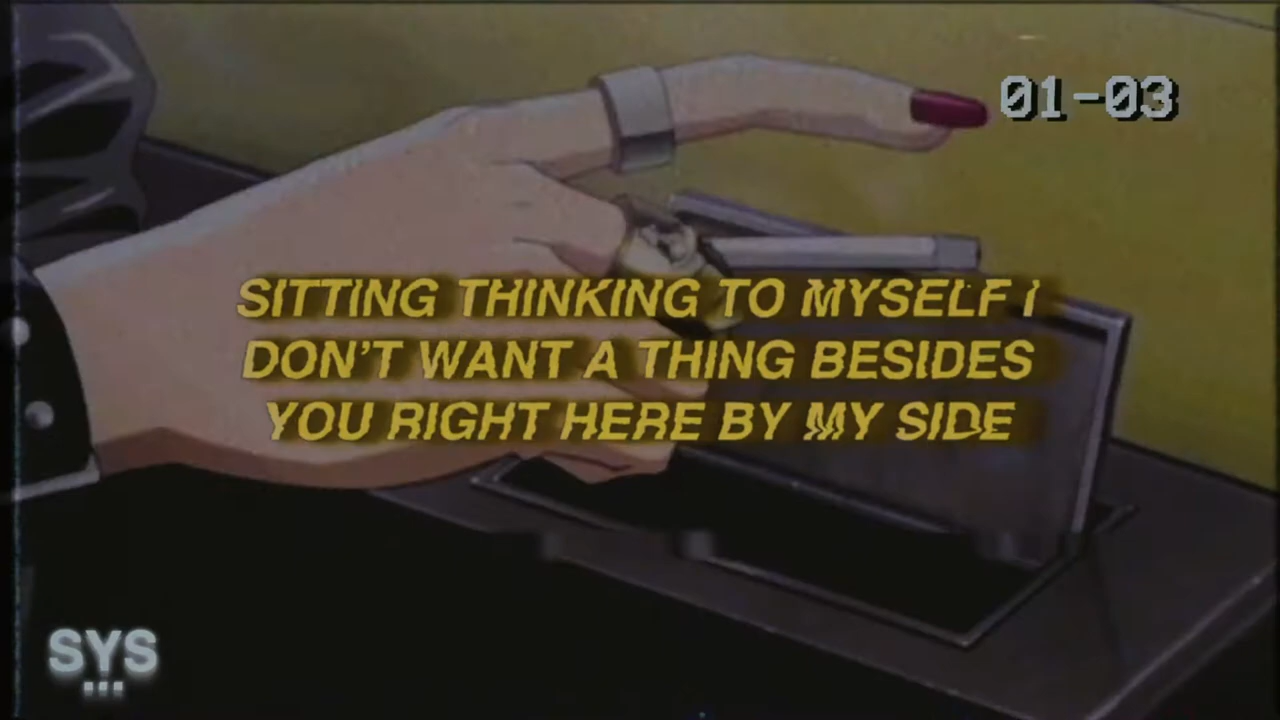 01-03
SITTING THINKING TO MYSELF I
DON'T WANT A THING BESIDES
YOU RIGHT HERE BY MY SIDE
SYS